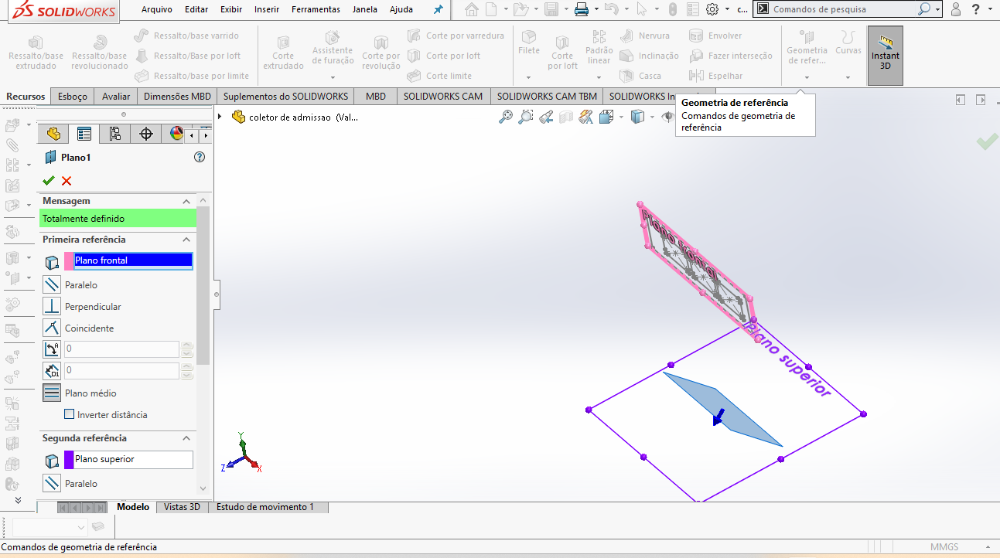 SOLIDWORKS Arquivo Editar Exibir Inserir Ferramentas Janela Ajuda c... Comandos de pesquisa ?
Ressalto/base extrudado
Ressalto/base revolucionado
Ressalto/base varrido
Ressalto/Base por loft
Ressalto/base por limite
Corte extrudado
Assistente de furação
Corte por revolução
Corte por varredura
Corte por loft
Corte limite
Filete
Corte por loft
Padrão linear
Nervura
Inclinação
Casca
Envolver
Fazer interseção
Espelhar
Geometria de refer...
Curvas
Instant 3D
Recursos Esboço Avaliar Dimensões MBD Suplementos do SOLIDWORKS MBD SOLIDWORKS CAM SOLIDWORKS CAM TBM SOLIDWORKS In
Geometria de referência
Comandos de geometria de
referência
coletor de admissao (Val...
Plano1
?
Mensagem
Totalmente definido
Primeira referência
Plano frontal
Paralelo
Perpendicular
Coincidente
0
0
Plano médio
Inverter distância
Segunda referência
Plano superior
Paralelo
Plano frontal
Plano superior
Y
Z
X
Modelo Vistas 3D Estudo de movimento 1
Comandos de geometria de referência MMGS